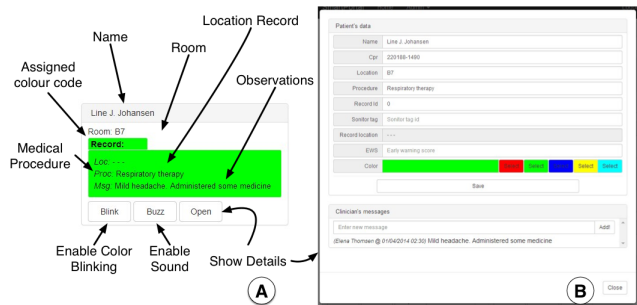 Location Record
Name
Room
Assigned
colour code
Observations
Line J. Johansen
Room: B7
Record:
Medical
Procedure
Loc: ---
Proc: Respiratory therapy
Msg: Mild headache. Administered some medicine
Blink
Buzz
Open
Enable Color
Blinking
Enable
Sound
Show Details
A
Patient's data
Name
Line J. Johansen
Cpr
220188-1490
Location
B7
Procedure
Respiratory therapy
Record Id
0
Sonitor tag
Sonitor tag id
Record location
---
EWS
Early warning score
Color
Select
Select
Select
Select
Select
Save
Clinician's messages
Enter new message
Add!
(Elena Thomsen @ 01/04/2014 02:30) Mild headache. Administered some medicine
B
Close